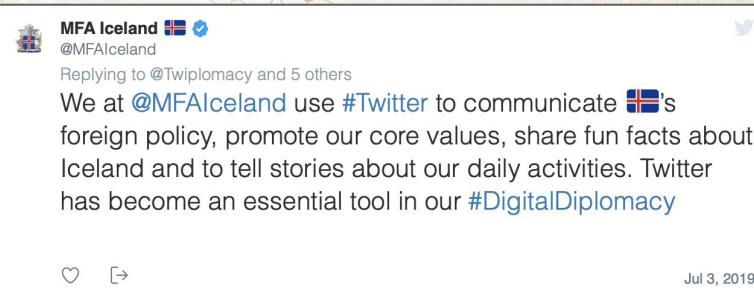 MFA Iceland 🇮🇸
@MFAIceland
Replying to @Twiplomacy and 5 others
We at @MFAIceland use #Twitter to communicate 🇮🇸's
foreign policy, promote our core values, share fun facts about
Iceland and to tell stories about our daily activities. Twitter
has become an essential tool in our #DigitalDiplomacy
Jul 3, 2019